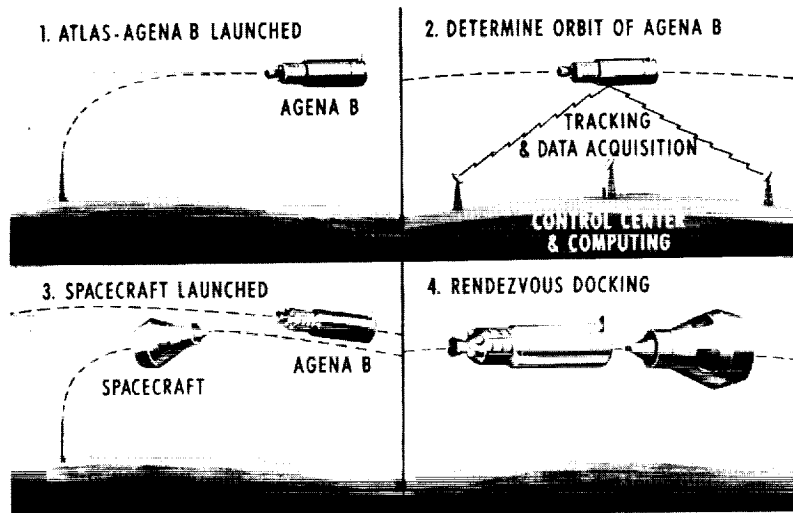 1. ATLAS-AGENA B LAUNCHED
AGENA B
2. DETERMINE ORBIT OF AGENA B
TRACKING
& DATA ACQUISITION
CONTROL CENTER
& COMPUTING
3. SPACECRAFT LAUNCHED
SPACECRAFT
AGENA B
4. RENDEZVOUS DOCKING